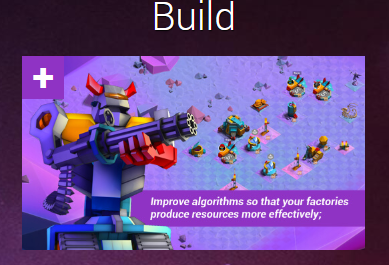 Build
+
Improve algorithms so that your factories
produce resources more effectively;